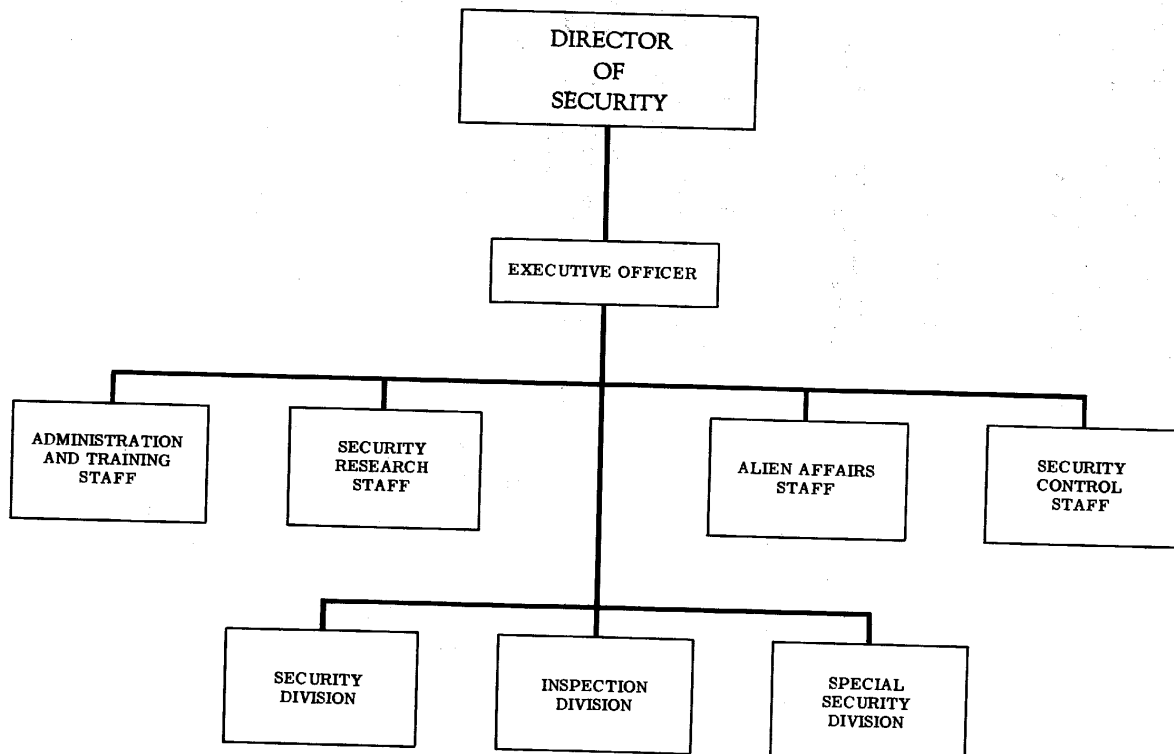 DIRECTOR
OF
SECURITY
EXECUTIVE OFFICER
ADMINISTRATION
AND TRAINING
STAFF
SECURITY
RESEARCH
STAFF
ALIEN AFFAIRS
STAFF
SECURITY
CONTROL
STAFF
SECURITY
DIVISION
INSPECTION
DIVISION
SPECIAL
SECURITY
DIVISION